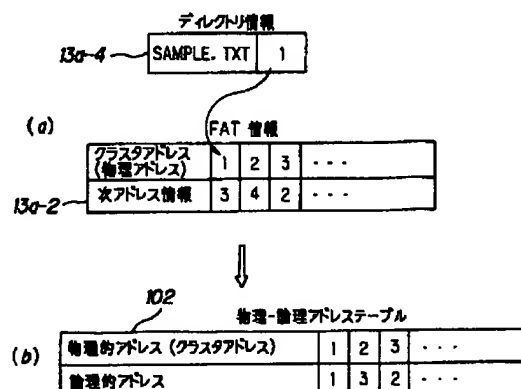 ディレクトリ情報
13a-4 SAMPLE. TXT 1
(a)
FAT 情報
クラスタアドレス
(物理アドレス) 1 2 3 ・・・
次アドレス情報 3 4 2 ・・・
13a-2
102
物理-論理アドレステーブル
(b)
物理的アドレス (クラスタアドレス) 1 2 3 ・・・
論理的アドレス 1 3 2 ・・・